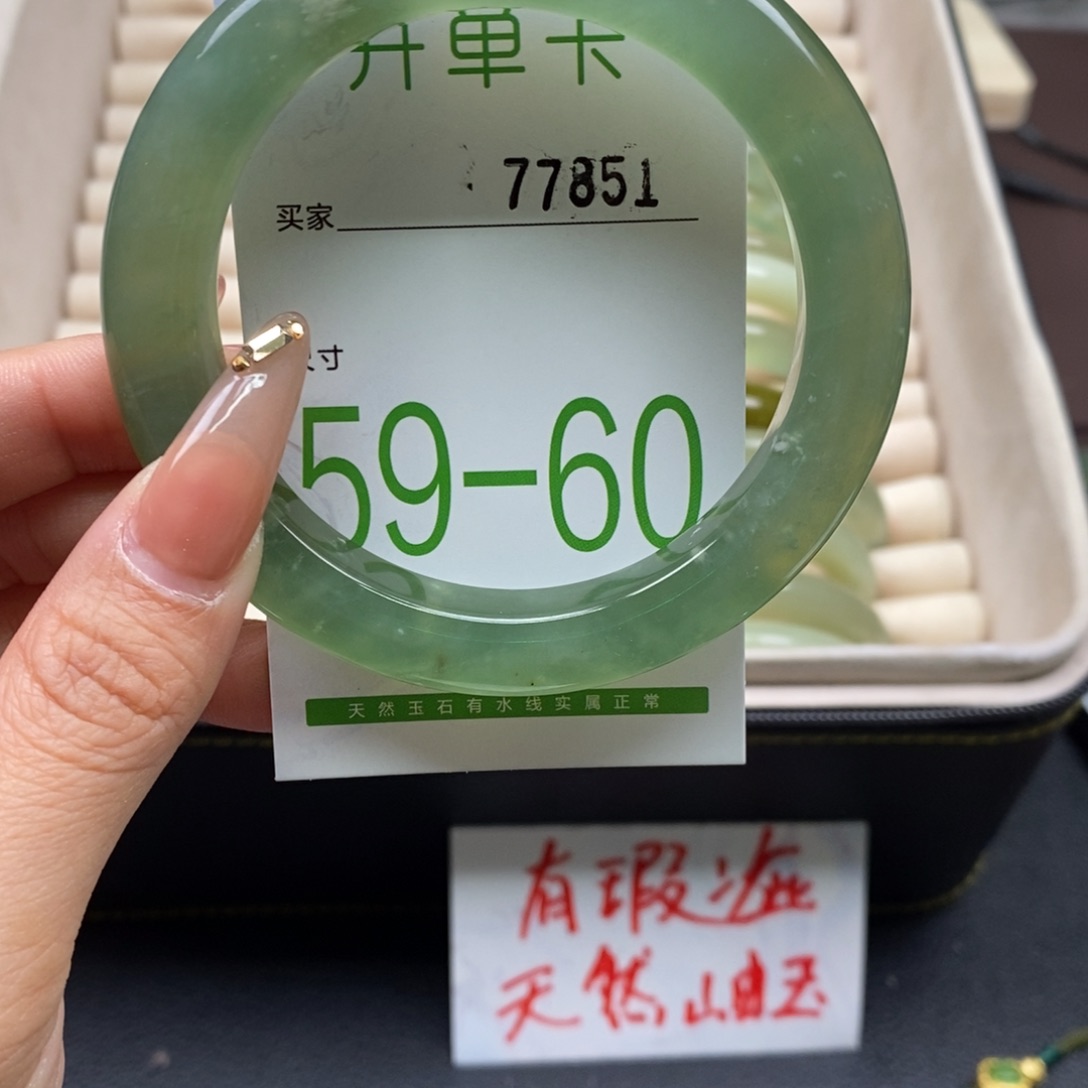 开单卡
77851
买家
尺寸
59-60
天然玉石有水线实属正常
有瑕疵
天然岫玉